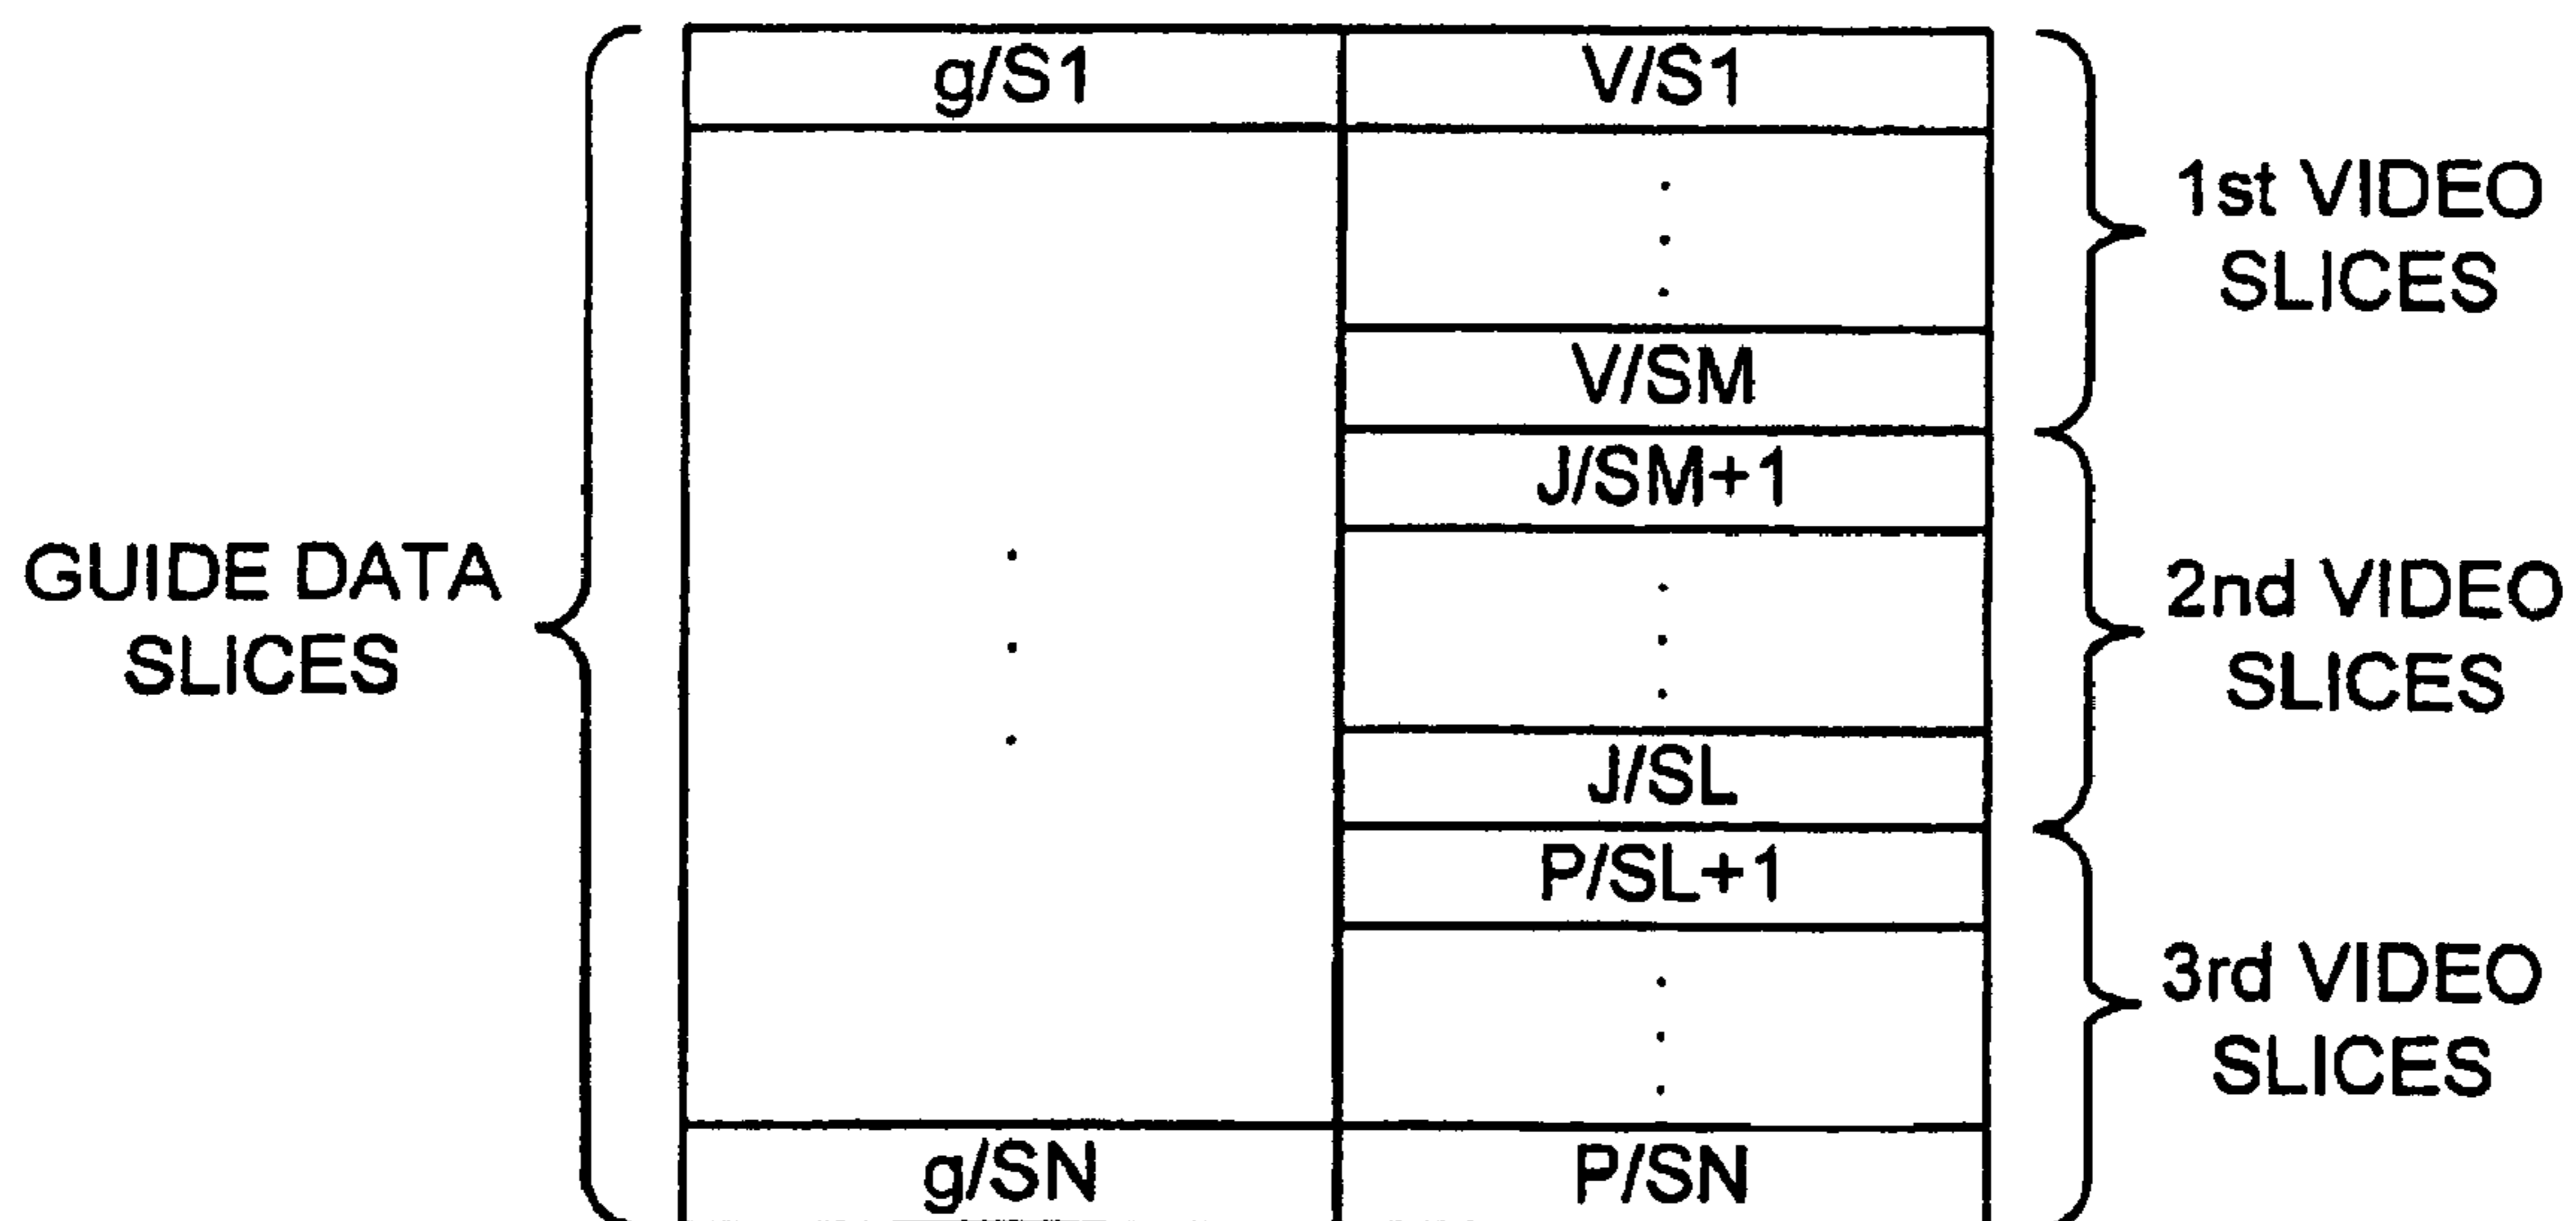 g/S1
V/S1
1st VIDEO
SLICES
V/SM
J/SM+1
GUIDE DATA
SLICES
2nd VIDEO
SLICES
J/SL
P/SL+1
3rd VIDEO
SLICES
g/SN
P/SN